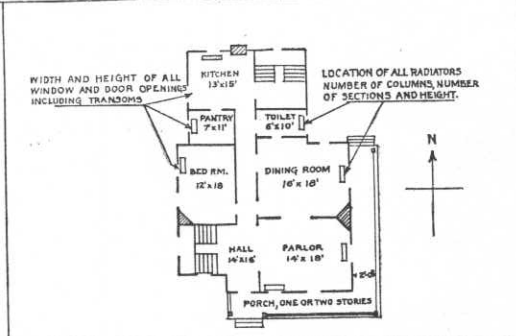 WIDTH AND HEIGHT OF ALL
WINDOW AND DOOR OPENINGS
INCLUDING TRANSOMS
LOCATION OF ALL RADIATORS
NUMBER OF COLUMNS, NUMBER
OF SECTIONS AND HEIGHT.
KITCHEN
13'x15'
PANTRY
7'x11'
TOILET
6'x10'
BED RM.
12'x18
DINING ROOM
16'x18'
N
HALL
14'x16'
PARLOR
14'x18'
PORCH, ONE OR TWO STORIES